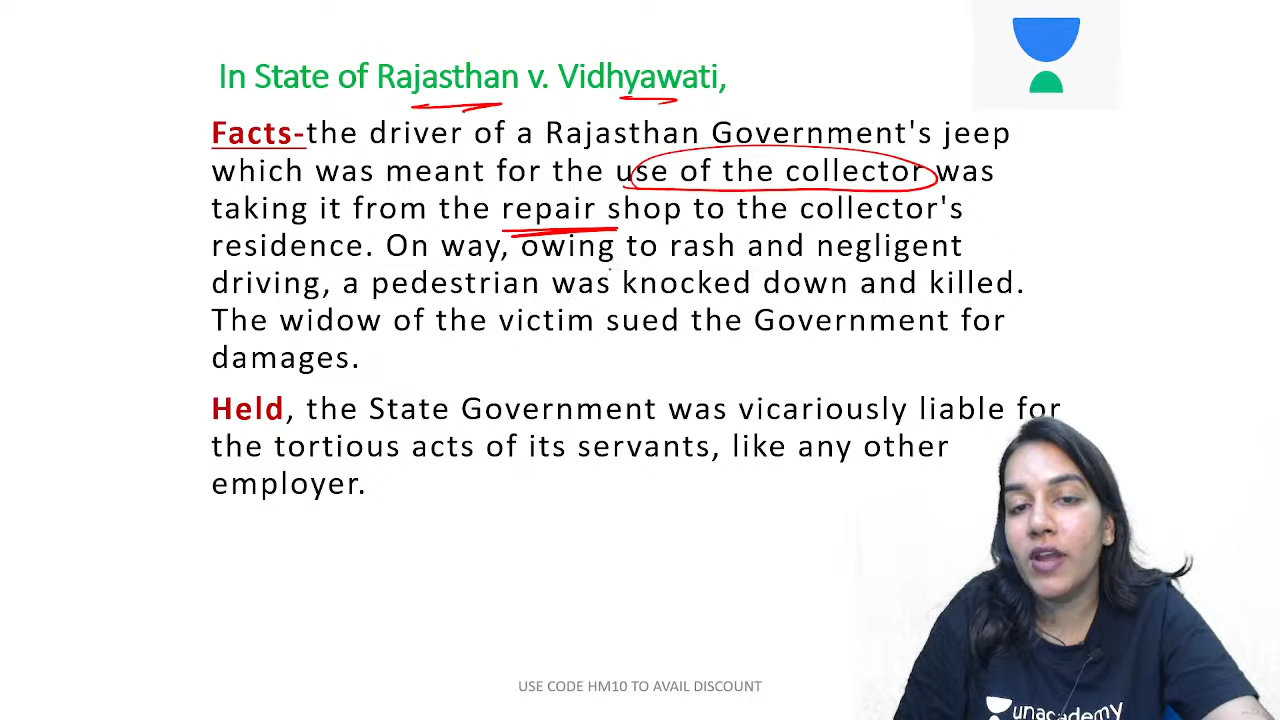 In State of Rajasthan v. Vidhyawati,
Facts-the driver of a Rajasthan Government's jeep
which was meant for the use of the collector was
taking it from the repair shop to the collector's
residence. On way, owing to rash and negligent
driving, a pedestrian was knocked down and killed.
The widow of the victim sued the Government for
damages.
Held, the State Government was vicariously liable for
the tortious acts of its servants, like any other
employer.
USE CODE HM10 TO AVAIL DISCOUNT
unacademy